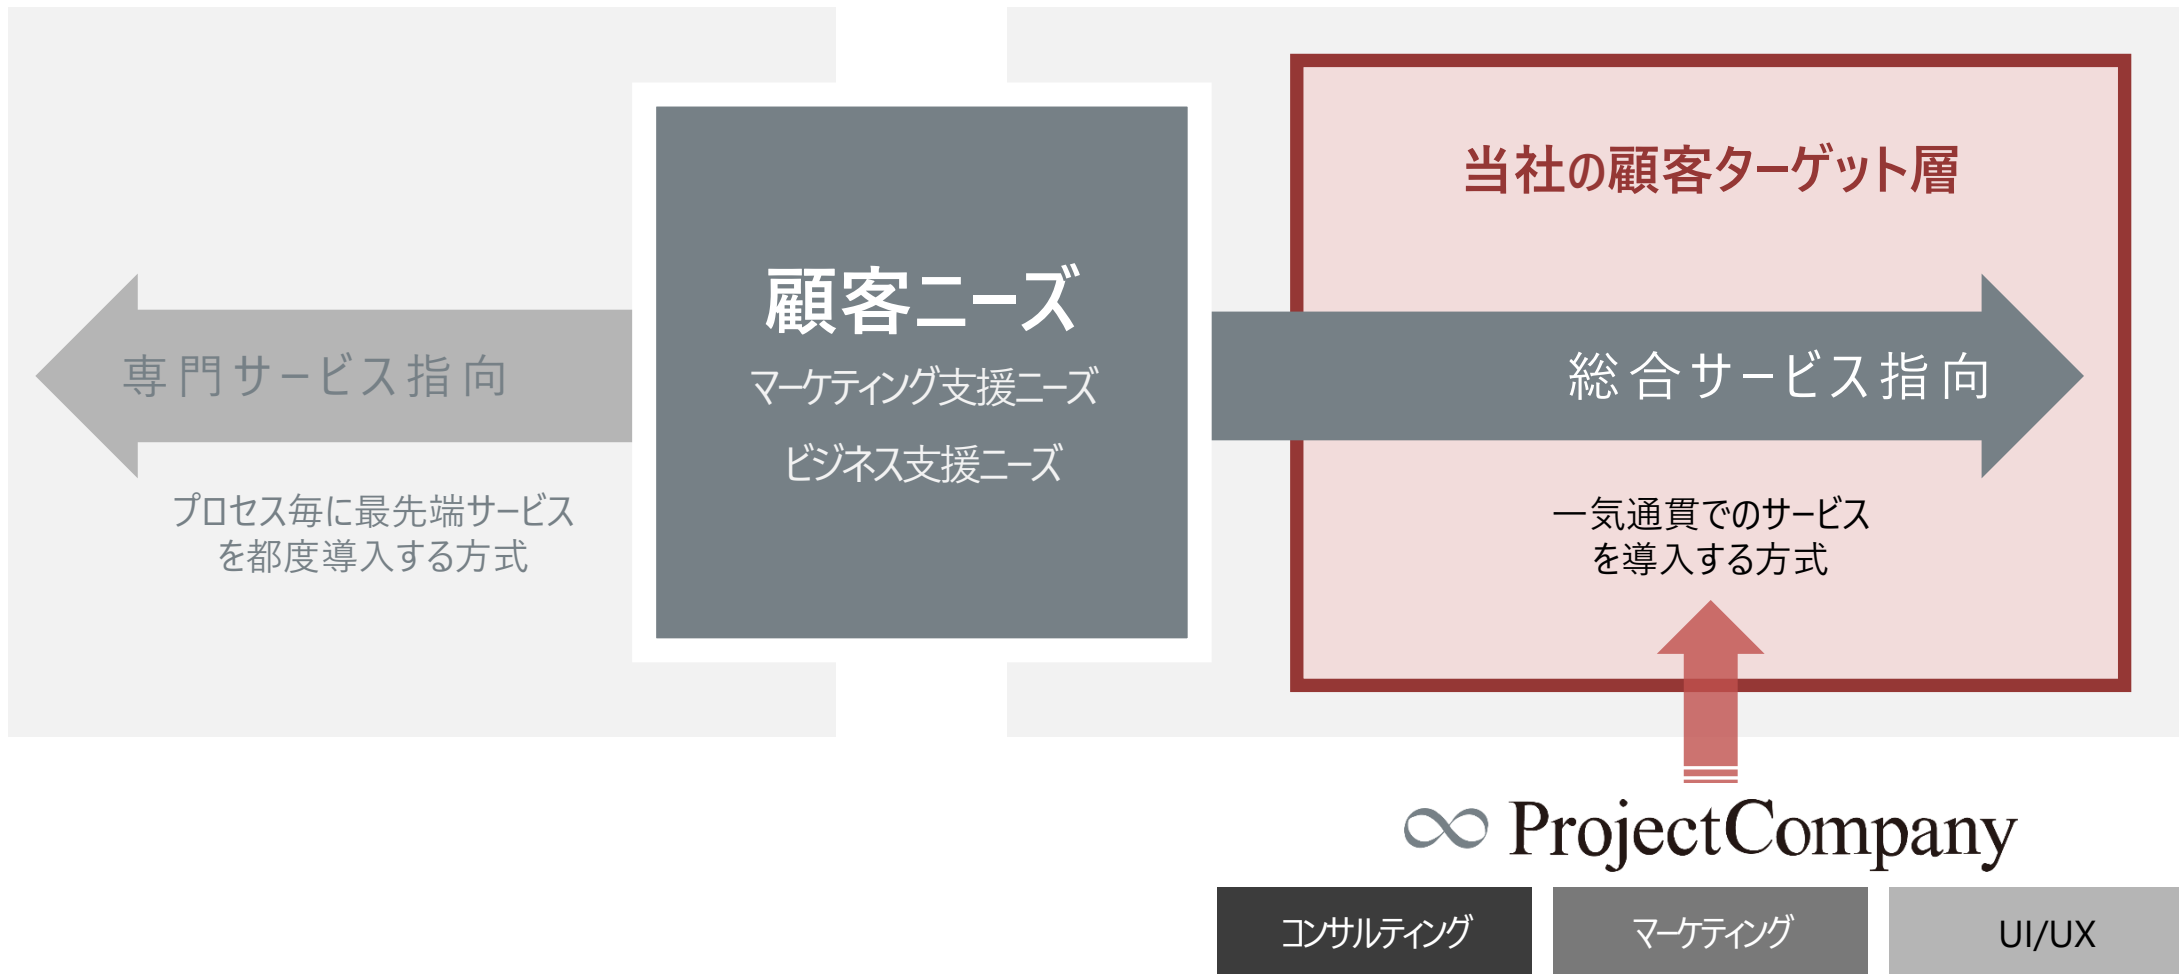 当社の顧客ターゲット層
顧客ニーズ
マーケティング支援ニーズ
ビジネス支援ニーズ
専門サービス指向
プロセス毎に最先端サービス
を都度導入する方式
総合サービス指向
一気通貫でのサービス
を導入する方式
ProjectCompany
コンサルティング
マーケティング
UI/UX